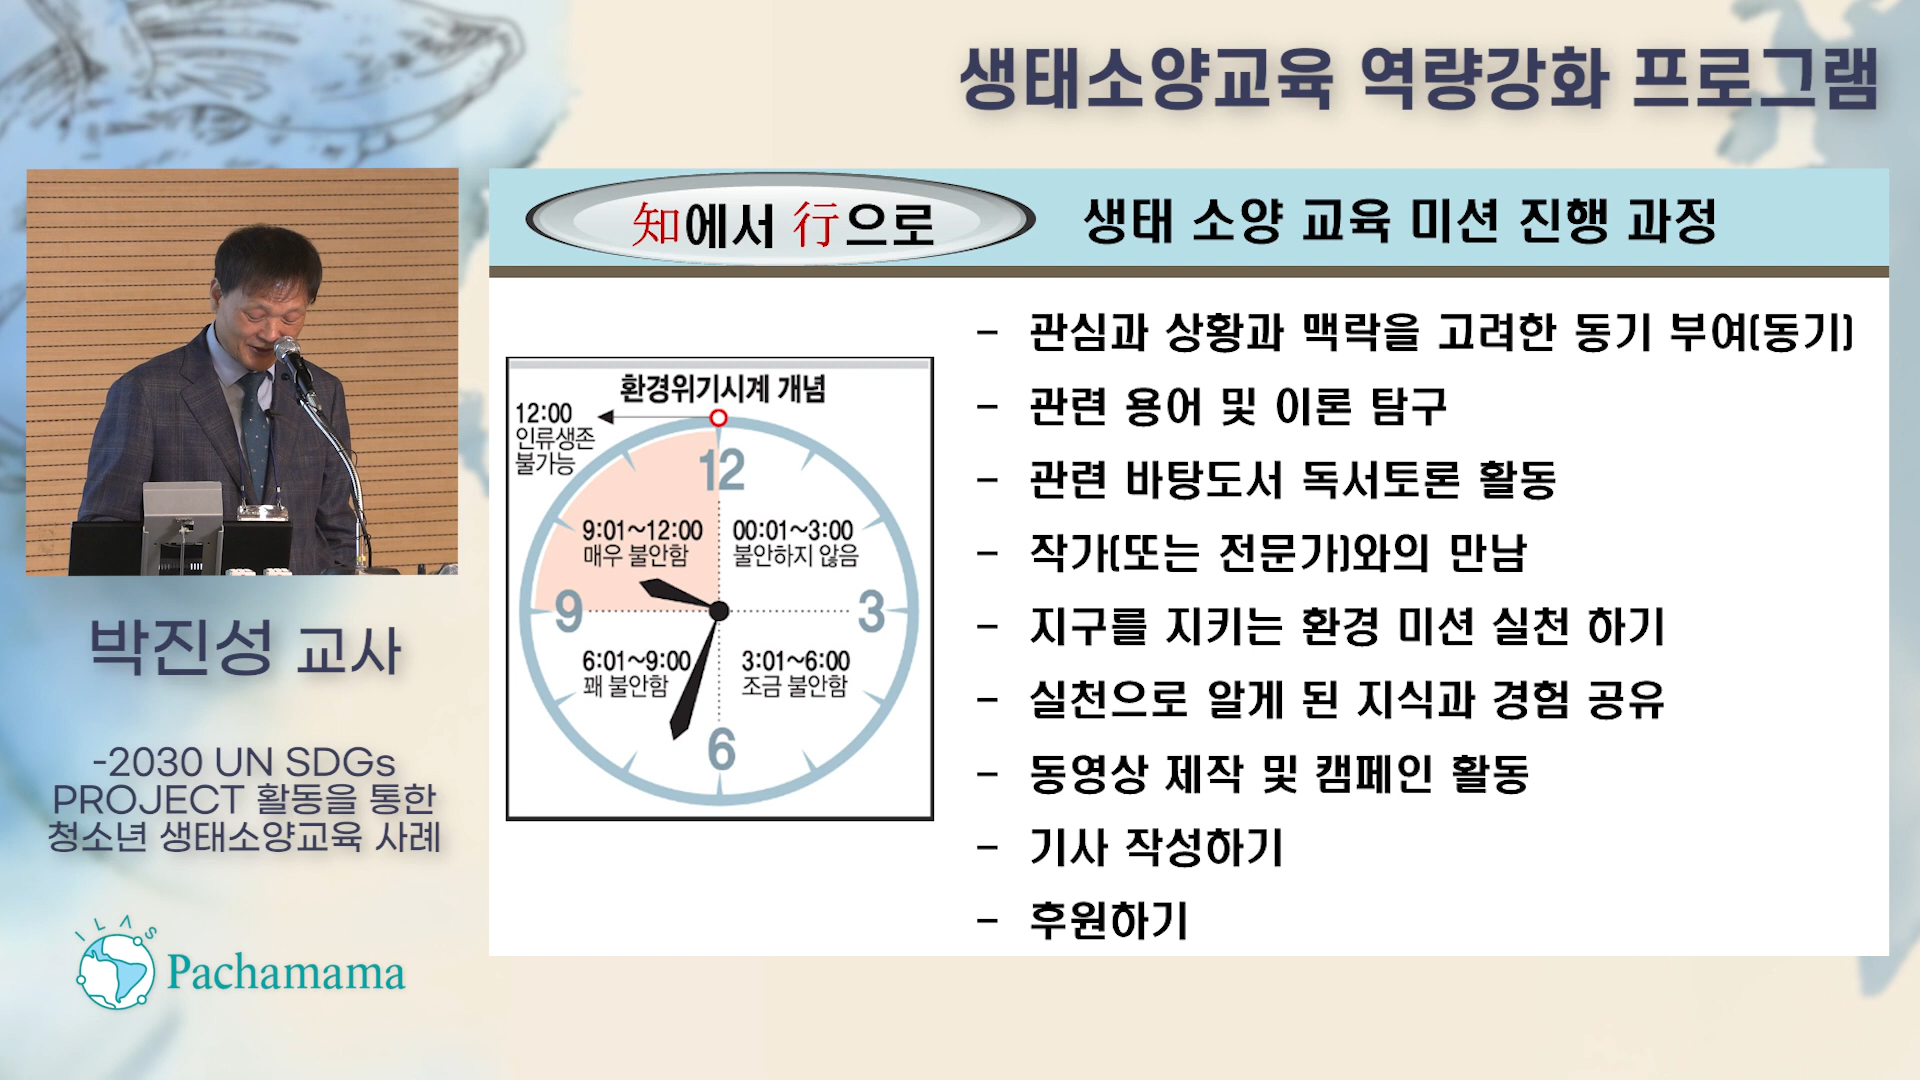 생태소양교육 역량강화 프로그램
知에서 行으로
생태 소양 교육 미션 진행 과정
환경위기시계 개념
12:00
인류생존
불가능
12
9:01~12:00
매우 불안함
00:01~3:00
불안하지 않음
9
3
6:01~9:00
꽤 불안함
3:01~6:00
조금 불안함
6
- 관심과 상황과 맥락을 고려한 동기 부여(동기)
- 관련 용어 및 이론 탐구
- 관련 바탕도서 독서토론 활동
- 작가(또는 전문가)와의 만남
- 지구를 지키는 환경 미션 실천 하기
- 실천으로 알게 된 지식과 경험 공유
- 동영상 제작 및 캠페인 활동
- 기사 작성하기
- 후원하기
박진성 교사
-2030 UN SDGs
PROJECT 활동을 통한
청소년 생태소양교육 사례
ILAS
Pachamama